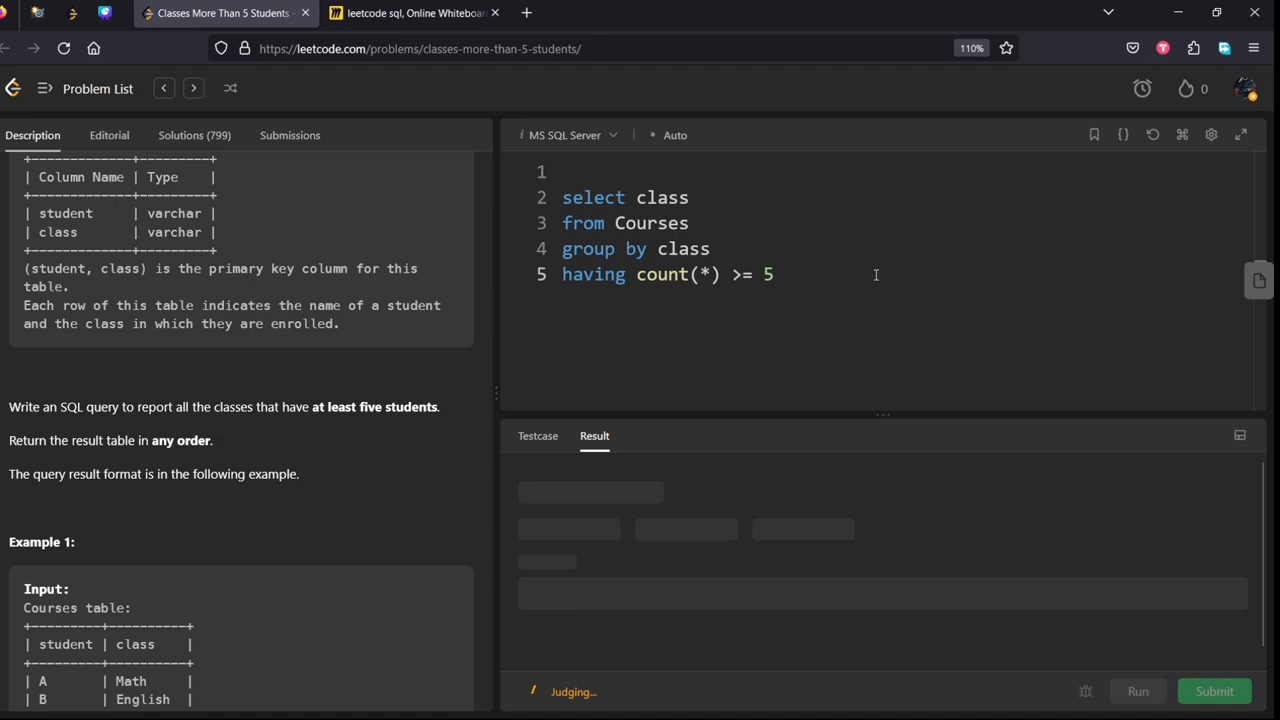 Classes More Than 5 Students -
leetcode sql, Online Whiteboard
https://leetcode.com/problems/classes-more-than-5-students/
110%
Problem List
0
Description
Editorial
Solutions (799)
Submissions
i MS SQL Server
• Auto
+--------------+---------+
| Column Name | Type |
+--------------+---------+
| student | varchar |
| class | varchar |
+--------------+---------+
(student, class) is the primary key column for this
table.
Each row of this table indicates the name of a student
and the class in which they are enrolled.
Write an SQL query to report all the classes that have at least five students.
Return the result table in any order.
The query result format is in the following example.
Example 1:
Input:
Courses table:
+---------+----------+
| student | class |
+---------+----------+
| A | Math |
| B | English |
1
2 select class
3 from Courses
4 group by class
5 having count(*) >= 5
Testcase
Result
Judging...
Run
Submit